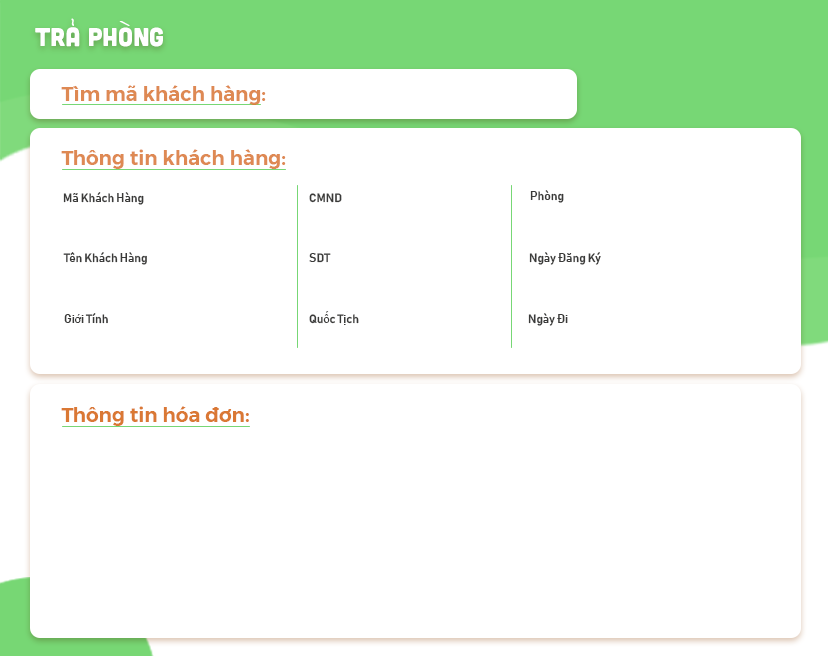 TRẢ PHÒNG
Tìm mã khách hàng:
Thông tin khách hàng:
Mã Khách Hàng
CMND
Phòng
Tên Khách Hàng
SDT
Ngày Đăng Ký
Giới Tính
Quốc Tịch
Ngày Đi
Thông tin hóa đơn: